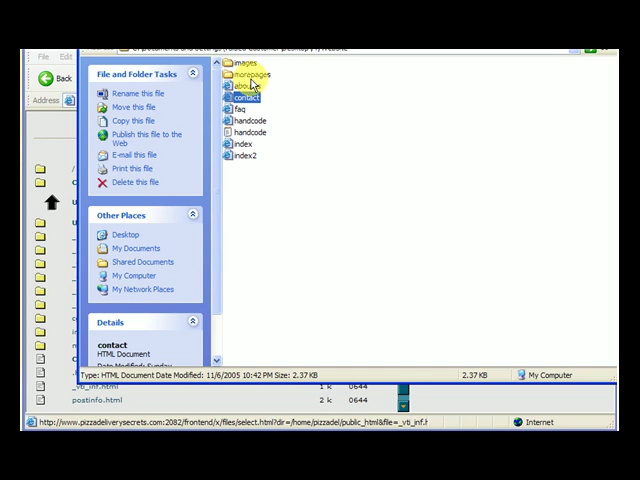 File Edit
Back
Address
File and Folder Tasks
Rename this file
Move this file
Copy this file
Publish this file to the
Web
E-mail this file
Print this file
Delete this file
Other Places
Desktop
My Documents
Shared Documents
My Computer
My Network Places
Details
contact
HTML Document
Date Modified: Sunday
images
morepages
contact
faq
handcode
handcode
index
index2
Type: HTML Document Date Modified: 11/6/2005 10:42 PM Size: 2.37 KB 2.37 KB My Computer
_vti_inf.html 1 k 0644
postinfo.html 2 k 0644
http://www.pizzadeliverysecrets.com:2082/frontend/x/files/select.html?dir=/home/pizzadel/public_html&file=_vti_inf.h Internet